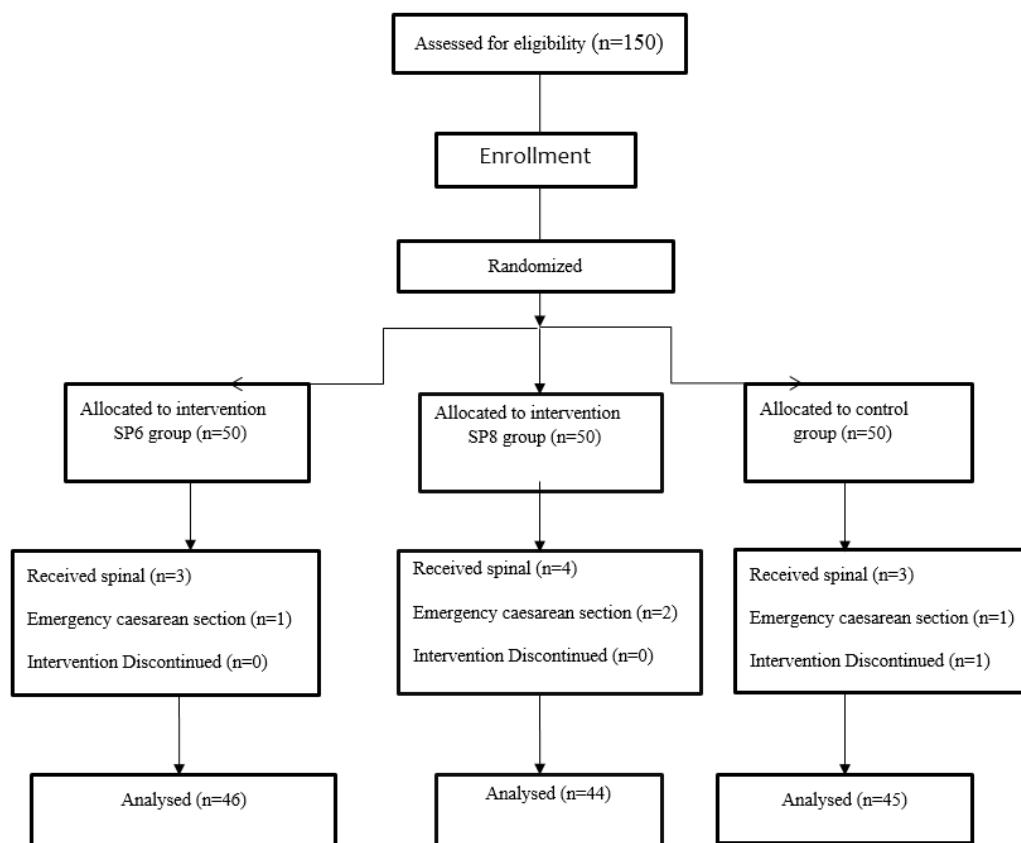 Assessed for eligibility (n=150)
Enrollment
Randomized
Allocated to intervention
SP6 group (n=50)
Allocated to intervention
SP8 group (n=50)
Allocated to control
group (n=50)
Received spinal (n=3)
Emergency caesarean section (n=1)
Intervention Discontinued (n=0)
Received spinal (n=4)
Emergency caesarean section (n=2)
Intervention Discontinued (n=0)
Received spinal (n=3)
Emergency caesarean section (n=1)
Intervention Discontinued (n=1)
Analysed (n=46)
Analysed (n=44)
Analysed (n=45)